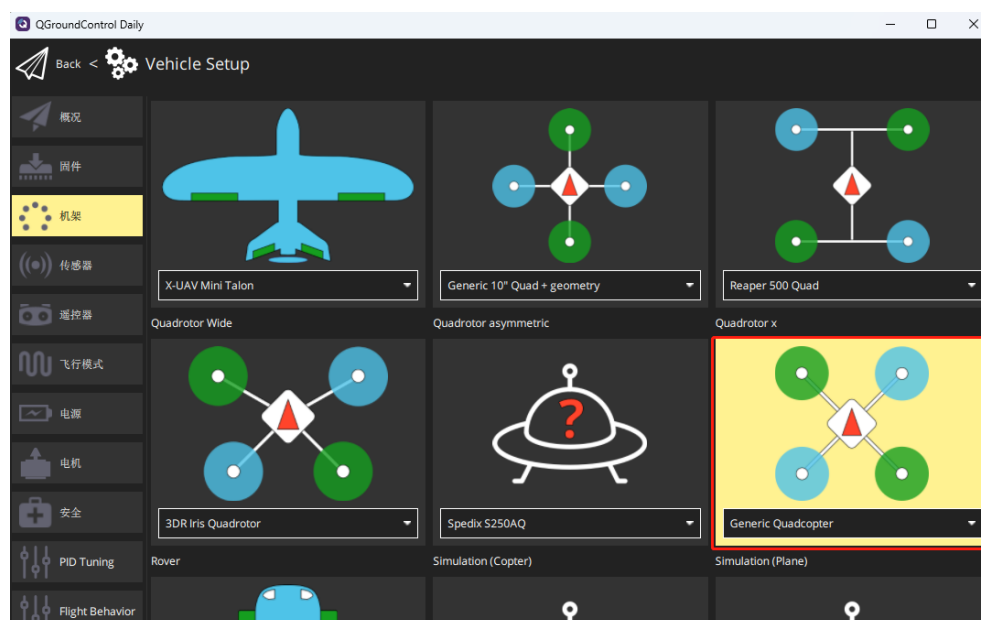 QGroundControl Daily
Back < Vehicle Setup
概况
固件
机架
传感器
遥控器
飞行模式
电源
电机
安全
PID Tuning
Flight Behavior
X-UAV Mini Talon
Generic 10" Quad + geometry
Reaper 500 Quad
Quadrotor Wide
Quadrotor asymmetric
Quadrotor x
3DR Iris Quadrotor
?
Spedix S250AQ
Generic Quadcopter
Rover
Simulation (Copter)
Simulation (Plane)